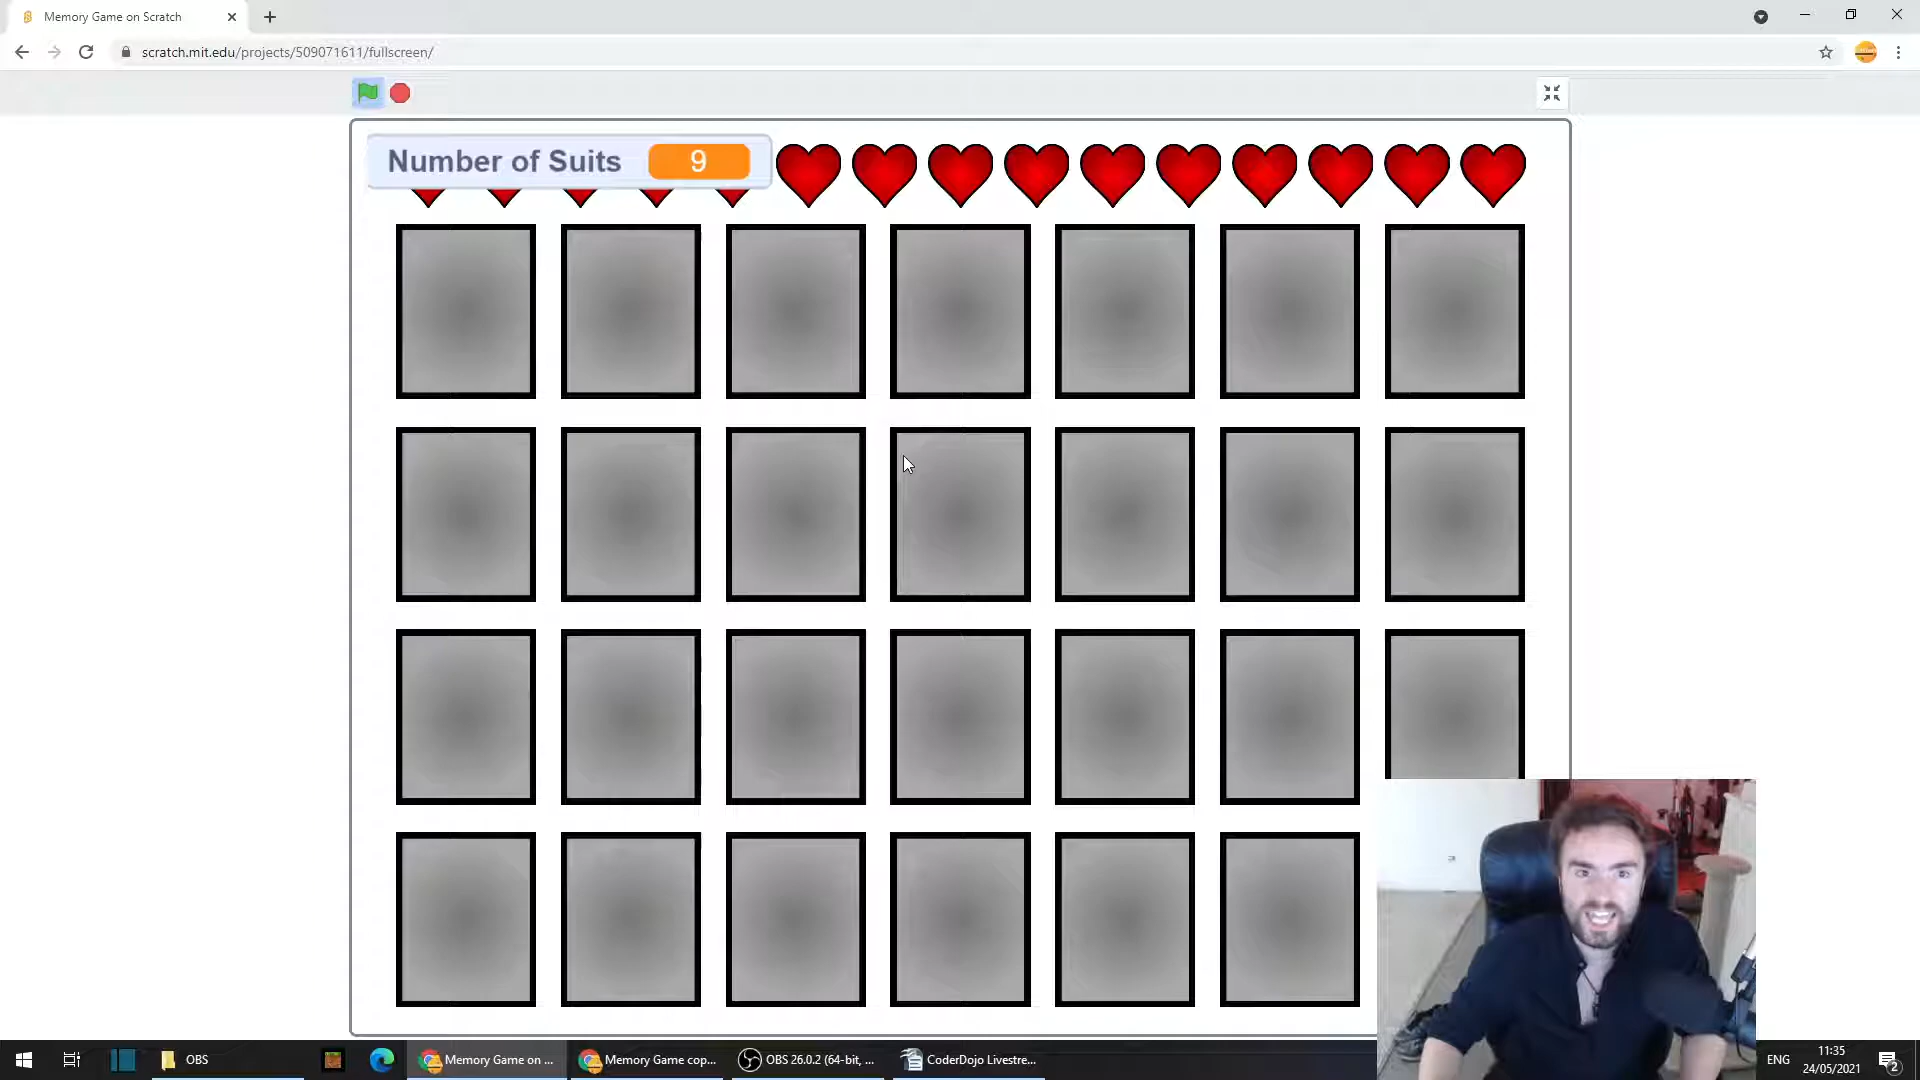 Memory Game on Scratch
scratch.mit.edu/projects/509071611/fullscreen/
Number of Suits 9
OBS
Memory Game on ...
Memory Game cop...
OBS 26.0.2 (64-bit, ...
CoderDojo Livestre...
ENG
11:35
24/05/2021
2